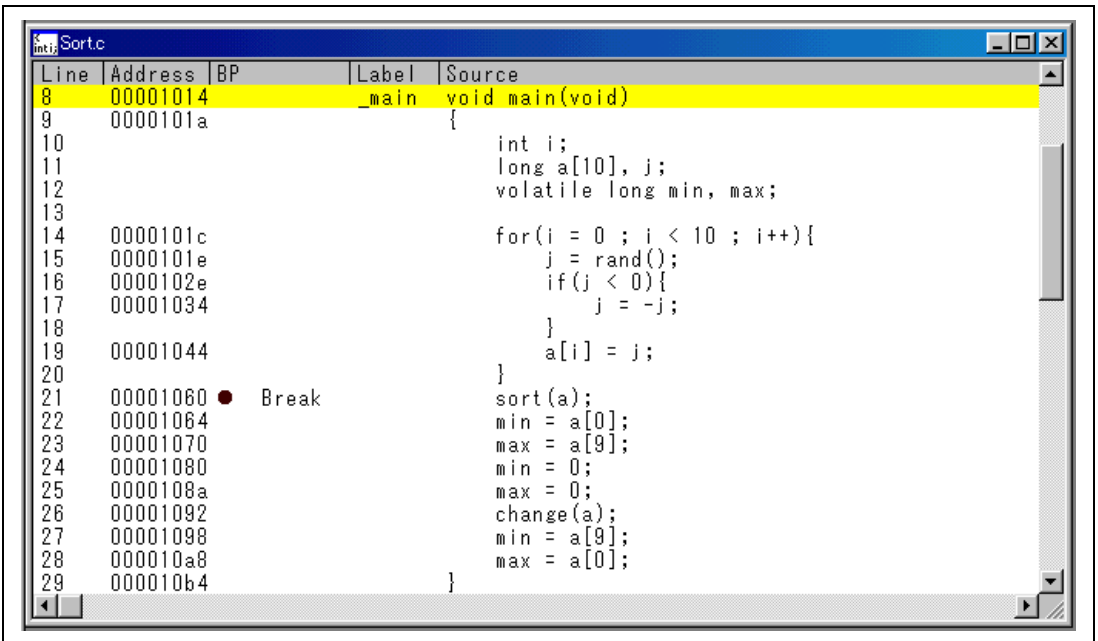 inti; Sort.c
Line Address BP Label Source
8 00001014 _main void main(void)
9 0000101a {
10 int i;
11 long a[10], j;
12 volatile long min, max;
13
14 0000101c for(i = 0 ; i < 10 ; i++){
15 0000101e j = rand();
16 0000102e if(j < 0){
17 00001034 j = -j;
18 }
19 00001044 a[i] = j;
20 }
21 00001060 ● Break sort(a);
22 00001064 min = a[0];
23 00001070 max = a[9];
24 00001080 min = 0;
25 0000108a max = 0;
26 00001092 change(a);
27 00001098 min = a[9];
28 000010a8 max = a[0];
29 000010b4 }